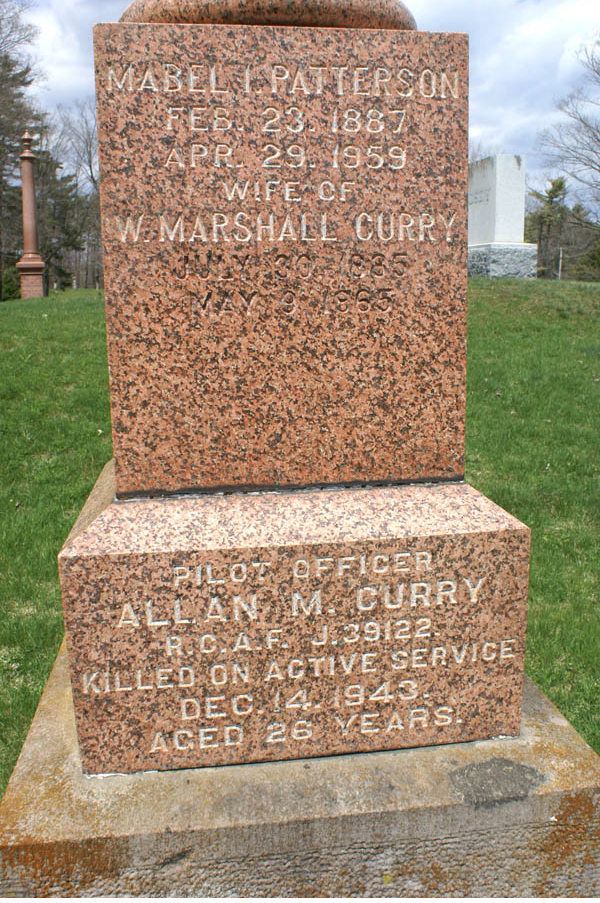 MABEL I. PATTERSON
FEB. 23. 1887
APR. 29. 1959
WIFE OF
W. MARSHALL CURRY
JULY 30. 1885
MAY 9 1965
PILOT OFFICER
ALLAN M. CURRY
R.C.A.F. J.39122.
KILLED ON ACTIVE SERVICE
DEC. 14. 1943.
AGED 26 YEARS.